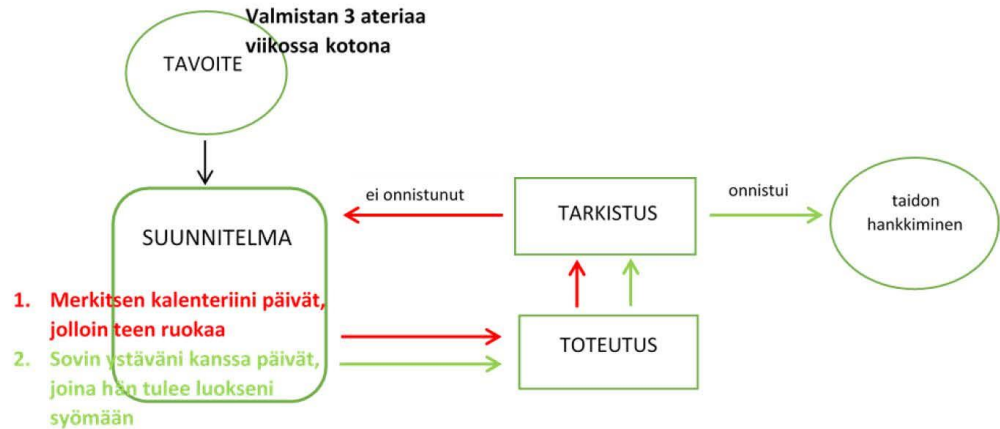 Valmistan 3 ateriaa
viikossa kotona
TAVOITE
ei onnistunut
TARKISTUS
onnistui
taidon
hankkiminen
SUUNNITELMA
1. Merkitsen kalenteriini päivät,
jolloin teen ruokaa
2. Sovin ystäväni kanssa päivät,
joina hän tulee luokseni
syömään
TOTEUTUS